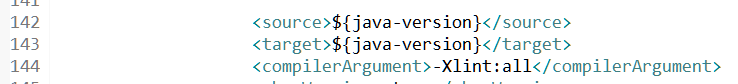 142 <source>${java-version}</source>
143 <target>${java-version}</target>
144 <compilerArgument>-Xlint:all</compilerArgument>